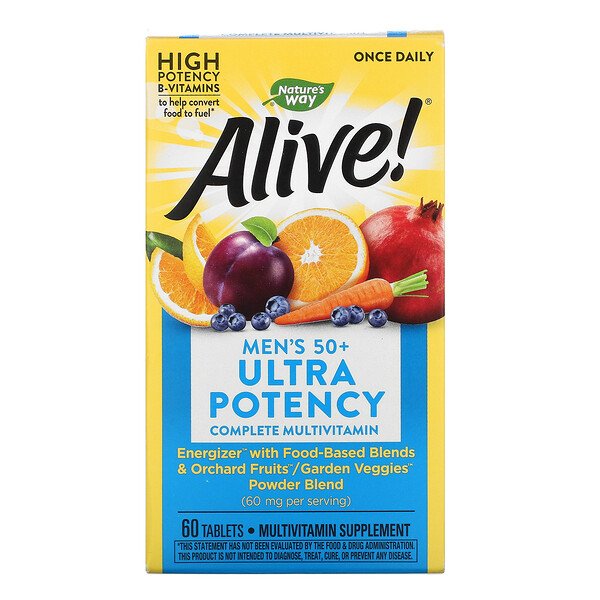 HIGH
POTENCY
B-VITAMINS
to help convert
food to fuel*
ONCE DAILY
Nature's
way
Alive!®
MEN'S 50+
ULTRA
POTENCY
COMPLETE MULTIVITAMIN
Energizer™ with Food-Based Blends
& Orchard Fruits™/Garden Veggies™
Powder Blend
(60 mg per serving)
60 TABLETS • MULTIVITAMIN SUPPLEMENT
*THIS STATEMENT HAS NOT BEEN EVALUATED BY THE FOOD & DRUG ADMINISTRATION.
THIS PRODUCT IS NOT INTENDED TO DIAGNOSE, TREAT, CURE, OR PREVENT ANY DISEASE.